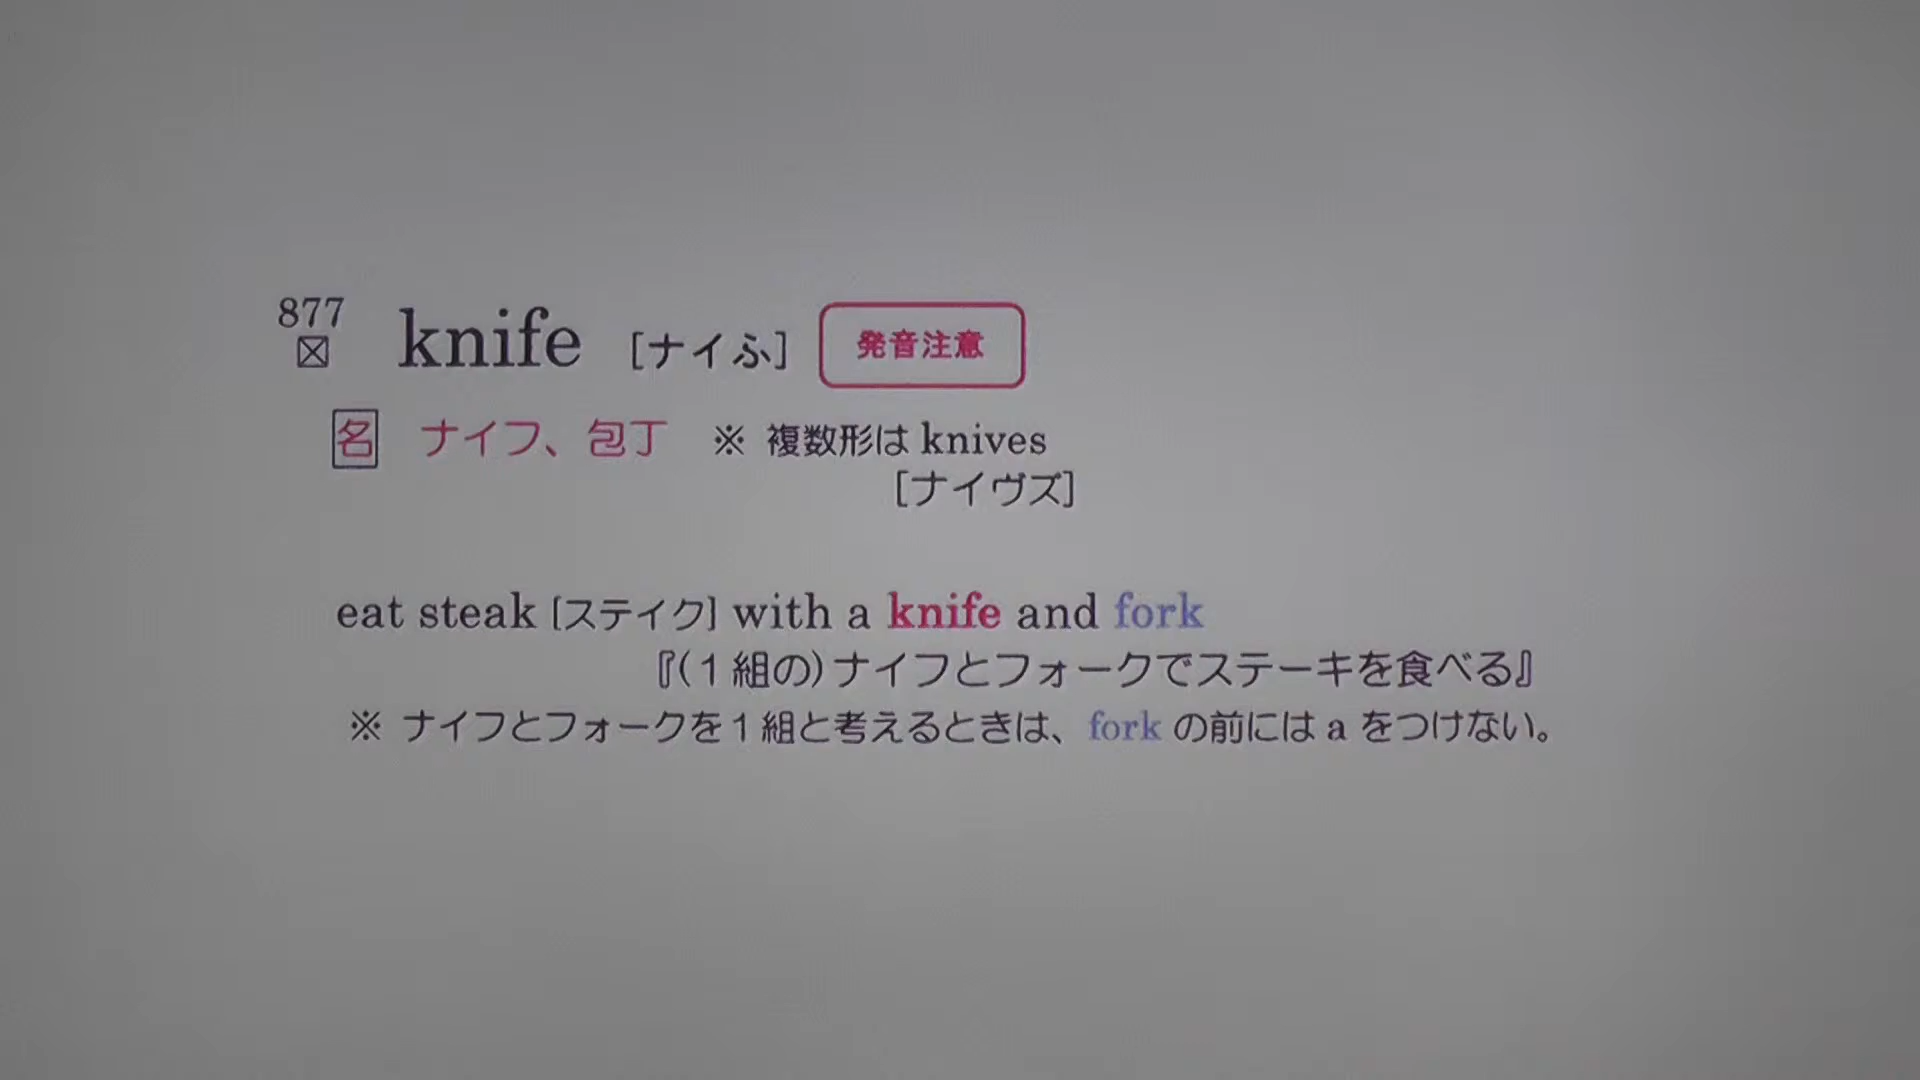 877
☒ knife [ナイふ] 発音注意
名 ナイフ、包丁 ※ 複数形は knives
[ナイヴズ]
eat steak [ステイク] with a knife and fork
『(1組の)ナイフとフォークでステーキを食べる』
※ ナイフとフォークを1組と考えるときは、fork の前には a をつけない。